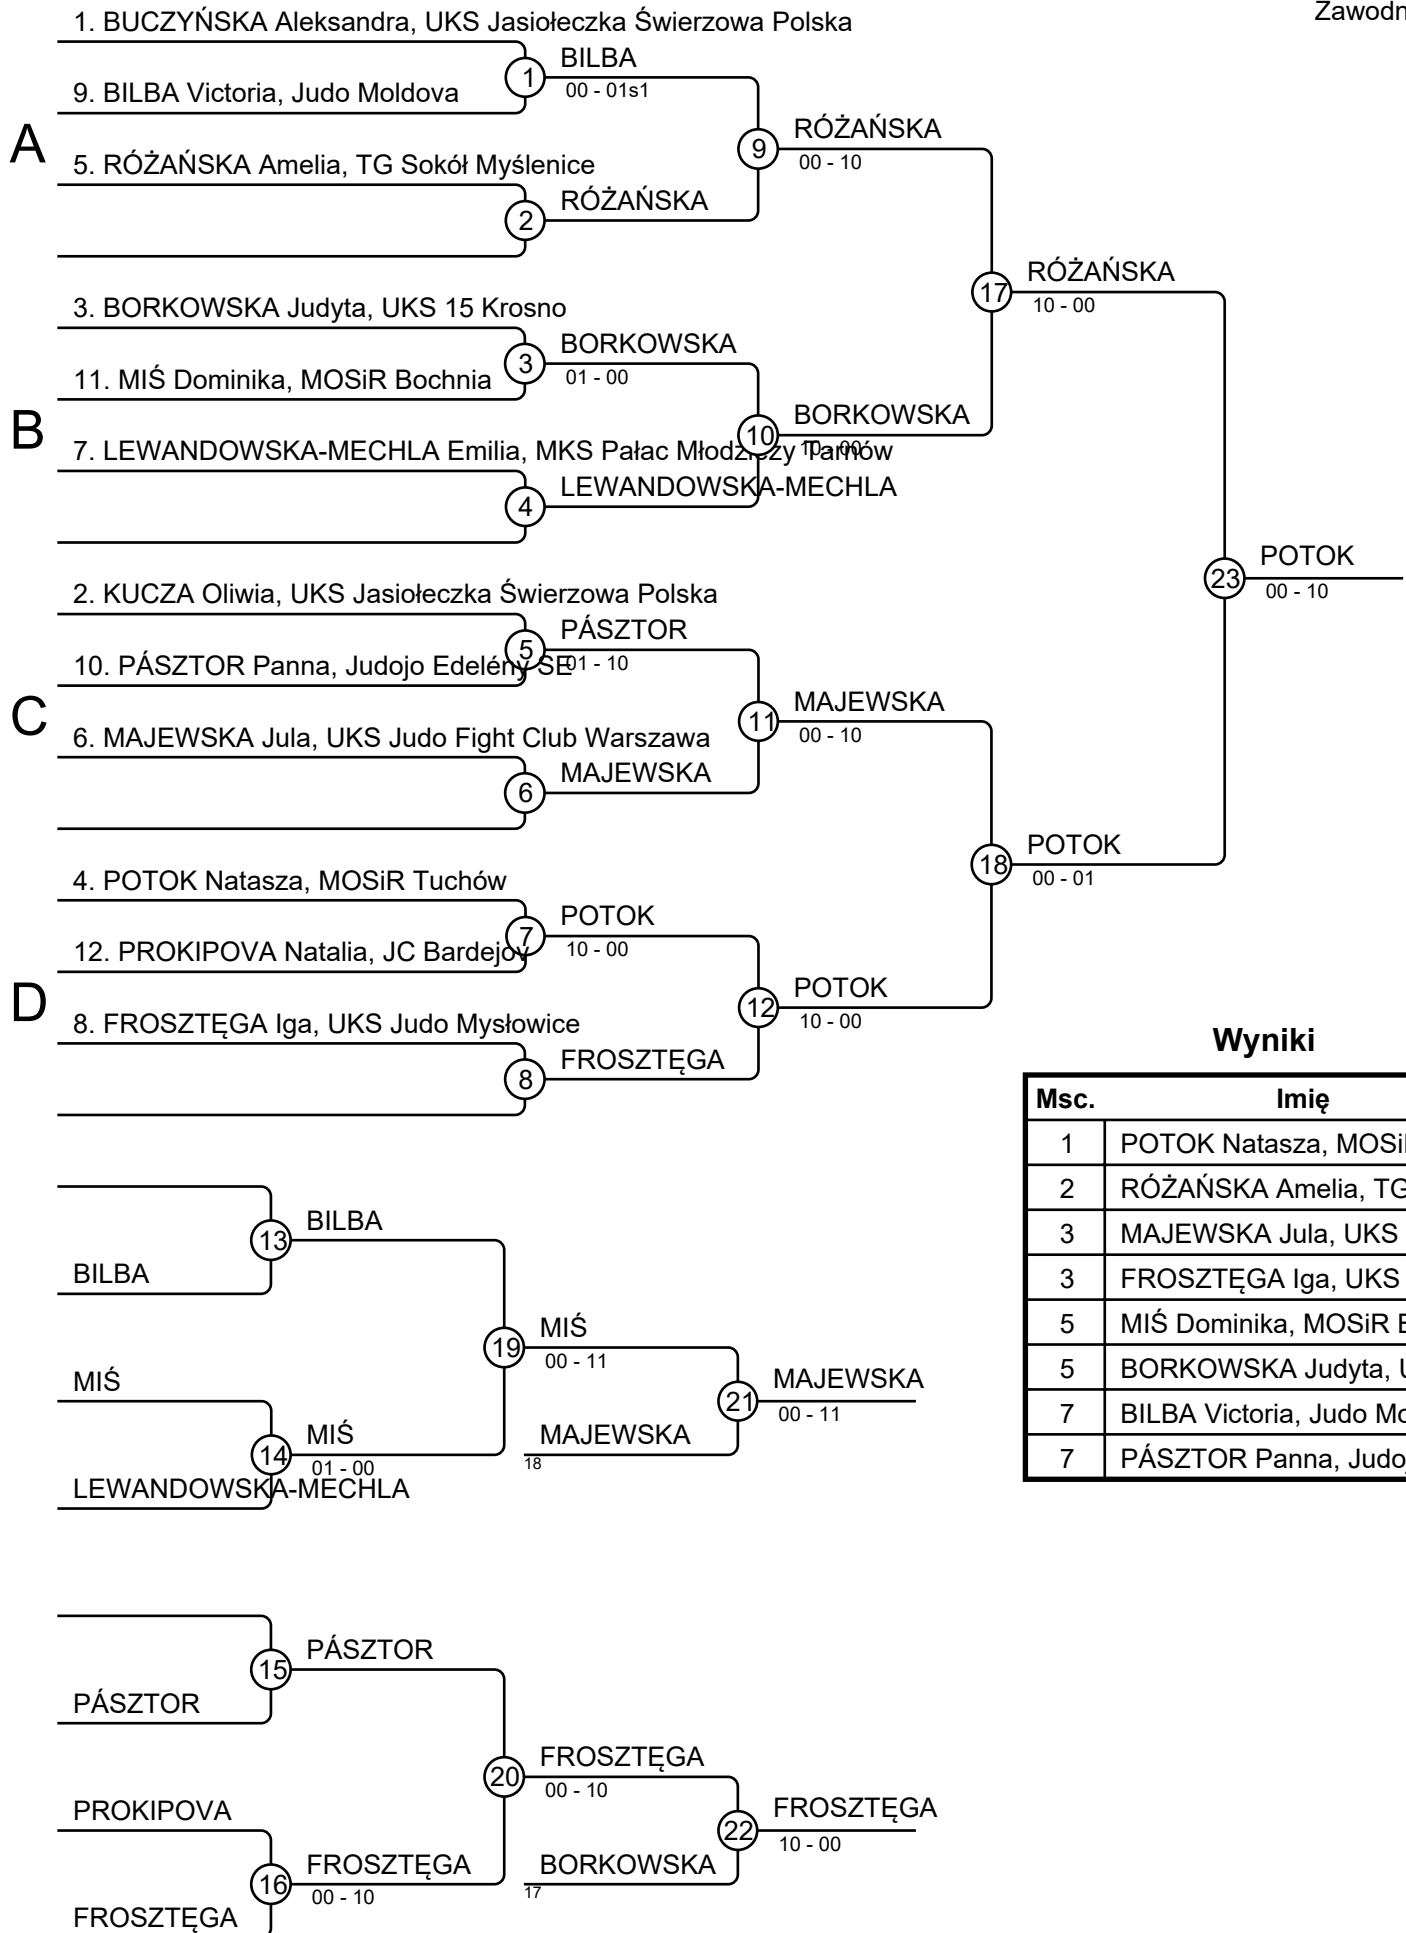 Zawodn
1. BUCZYŃSKA Aleksandra, UKS Jasiołeczka Świerzowa Polska
1
BILBA
00 - 01s1
9. BILBA Victoria, Judo Moldova
A
9
RÓŻAŃSKA
00 - 10
5. RÓŻAŃSKA Amelia, TG Sokół Myślenice
2
RÓŻAŃSKA
17
RÓŻAŃSKA
10 - 00
3. BORKOWSKA Judyta, UKS 15 Krosno
3
BORKOWSKA
01 - 00
11. MIŚ Dominika, MOSiR Bochnia
B
10
BORKOWSKA
10 - 00
7. LEWANDOWSKA-MECHLA Emilia, MKS Pałac Młodzieży Tarnów
4
LEWANDOWSKA-MECHLA
23
POTOK
00 - 10
2. KUCZA Oliwia, UKS Jasiołeczka Świerzowa Polska
5
PÁSZTOR
01 - 10
10. PÁSZTOR Panna, Judojo Edelény SE
C
11
MAJEWSKA
00 - 10
6. MAJEWSKA Jula, UKS Judo Fight Club Warszawa
6
MAJEWSKA
18
POTOK
00 - 01
4. POTOK Natasza, MOSiR Tuchów
7
POTOK
10 - 00
12. PROKIPOVA Natalia, JC Bardejov
D
12
POTOK
10 - 00
8. FROSZTĘGA Iga, UKS Judo Mysłowice
8
FROSZTĘGA
Wyniki
Msc. Imię
1 POTOK Natasza, MOSi
2 RÓŻAŃSKA Amelia, TG
3 MAJEWSKA Jula, UKS
3 FROSZTĘGA Iga, UKS
5 MIŚ Dominika, MOSiR B
5 BORKOWSKA Judyta, U
7 BILBA Victoria, Judo Mo
7 PÁSZTOR Panna, Judoj
13
BILBA
BILBA
19
MIŚ
00 - 11
MIŚ
14
MIŚ
01 - 00
LEWANDOWSKA-MECHLA
21
MAJEWSKA
00 - 11
MAJEWSKA
18
15
PÁSZTOR
PÁSZTOR
20
FROSZTĘGA
00 - 10
PROKIPOVA
16
FROSZTĘGA
00 - 10
FROSZTĘGA
22
FROSZTĘGA
10 - 00
BORKOWSKA
17